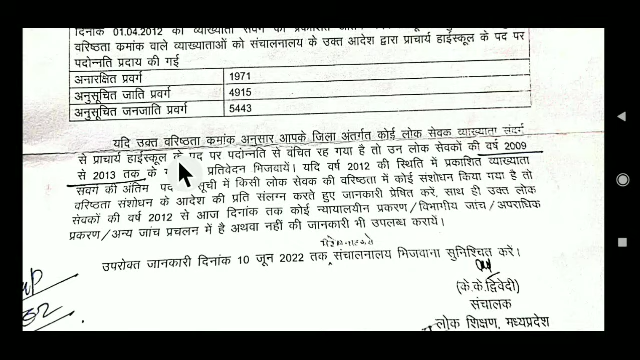 दिनांक 01.04.2012 की व्याख्याता संवर्ग की प्रकाशित
वरिष्ठता कमांक वाले व्याख्याताओं को संचालनालय के उक्त आदेश द्वारा प्राचार्य हाईस्कूल के पद पर
पदोन्नति प्रदाय की गई
अनारक्षित प्रवर्ग 1971
अनुसूचित जाति प्रवर्ग 4915
अनुसूचित जनजाति प्रवर्ग 5443
यदि उक्त वरिष्ठता कमांक अनुसार आपके जिला अंतर्गत कोई लोक सेवक व्याख्याता संवर्ग
से प्राचार्य हाईस्कूल के पद पर पदोन्नति से वंचित रह गया है तो उन लोक सेवकों की वर्ष 2009
से 2013 तक के प्रतिवेदन भिजवायें। यदि वर्ष 2012 की स्थिति में प्रकाशित व्याख्याता
संवर्ग की अंतिम सूची में किसी लोक सेवक की वरिष्ठता में कोई संशोधन किया गया है तो
वरिष्ठता संशोधन के आदेश की प्रति संलग्न करते हुए जानकारी प्रेषित करें, साथ ही उक्त लोक
सेवकों की वर्ष 2012 से आज दिनांक तक कोई न्यायालयीन प्रकरण/विभागीय जांच/अपराधिक
प्रकरण/अन्य जांच प्रचलन में है अथवा नहीं की जानकारी भी उपलब्ध करायें।
उपरोक्त जानकारी दिनांक 10 जून 2022 तक संचालनालय भिजवाना सुनिश्चित करें।
(के.के.द्विवेदी)
संचालक
लोक शिक्षण, मध्यप्रदेश